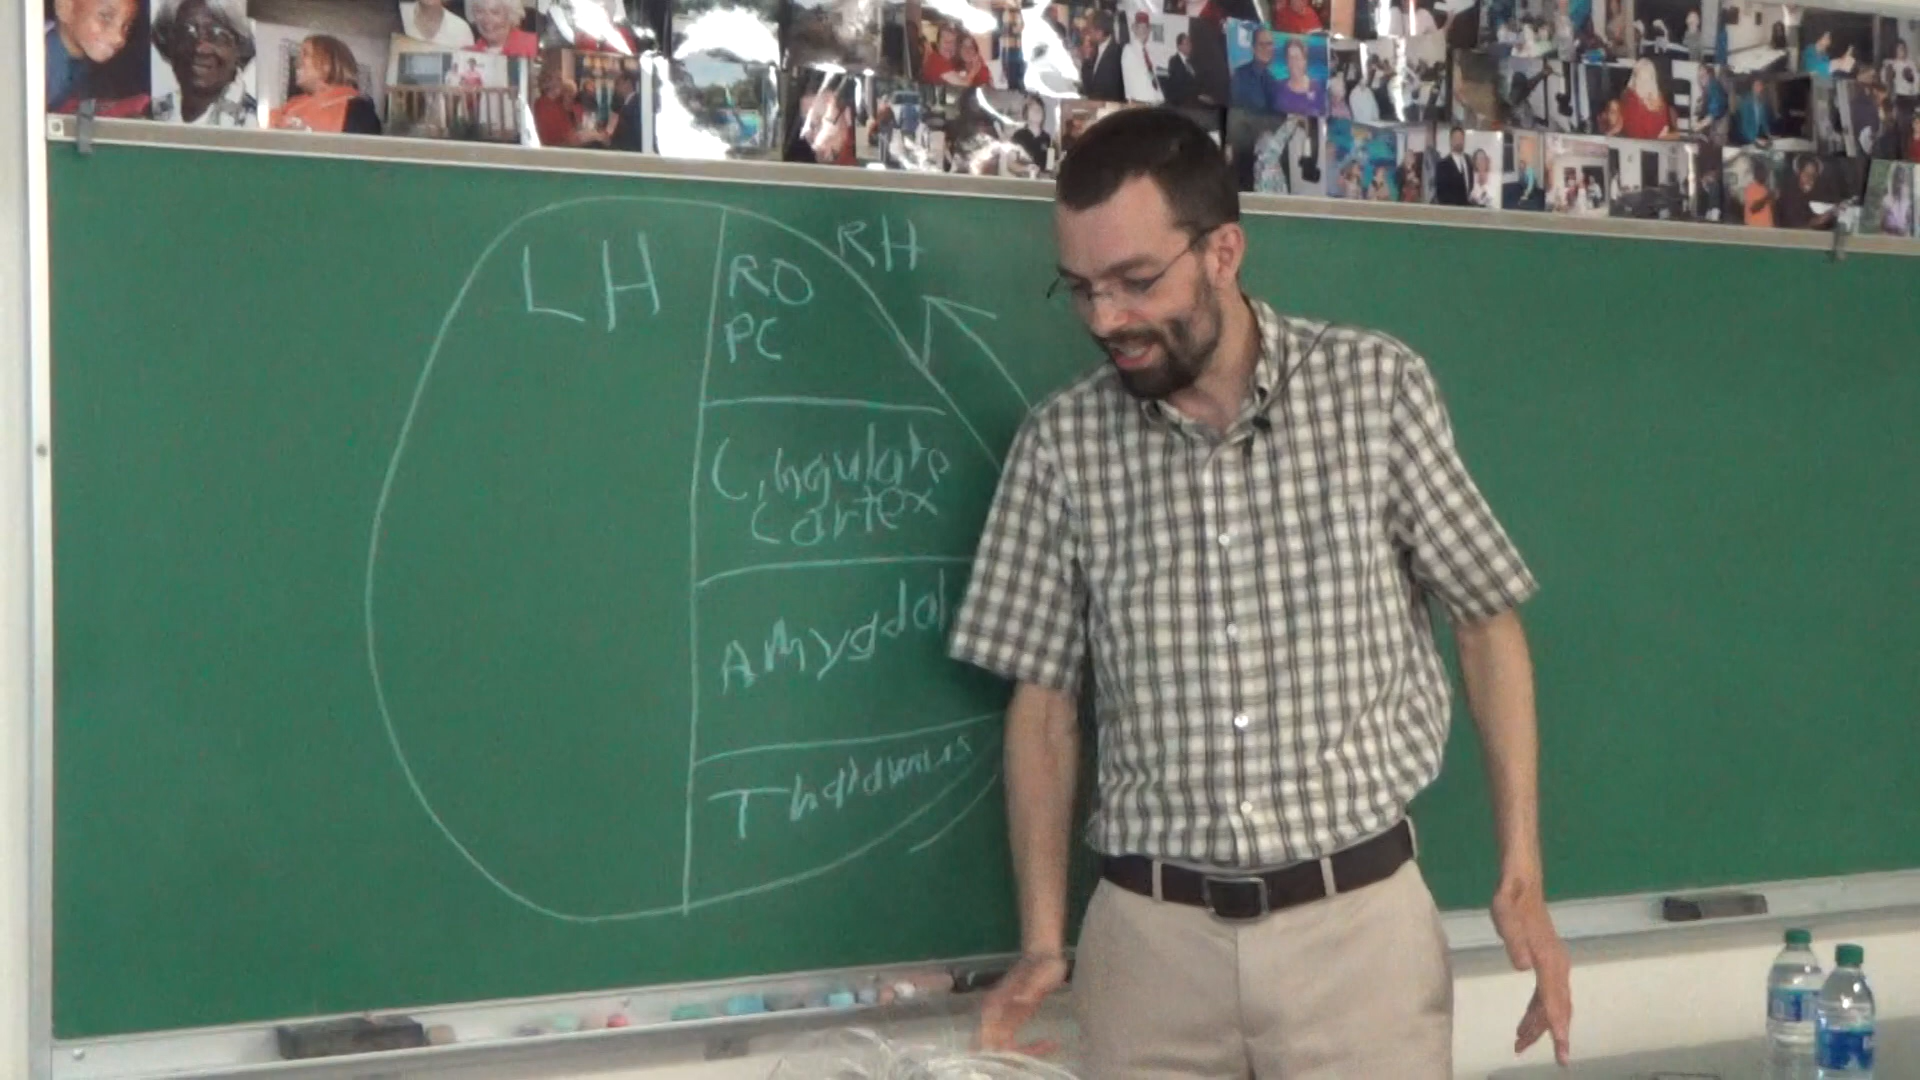 LH
RH
RO
PC
Cingulate
Cortex
Amygdal
Thalamus